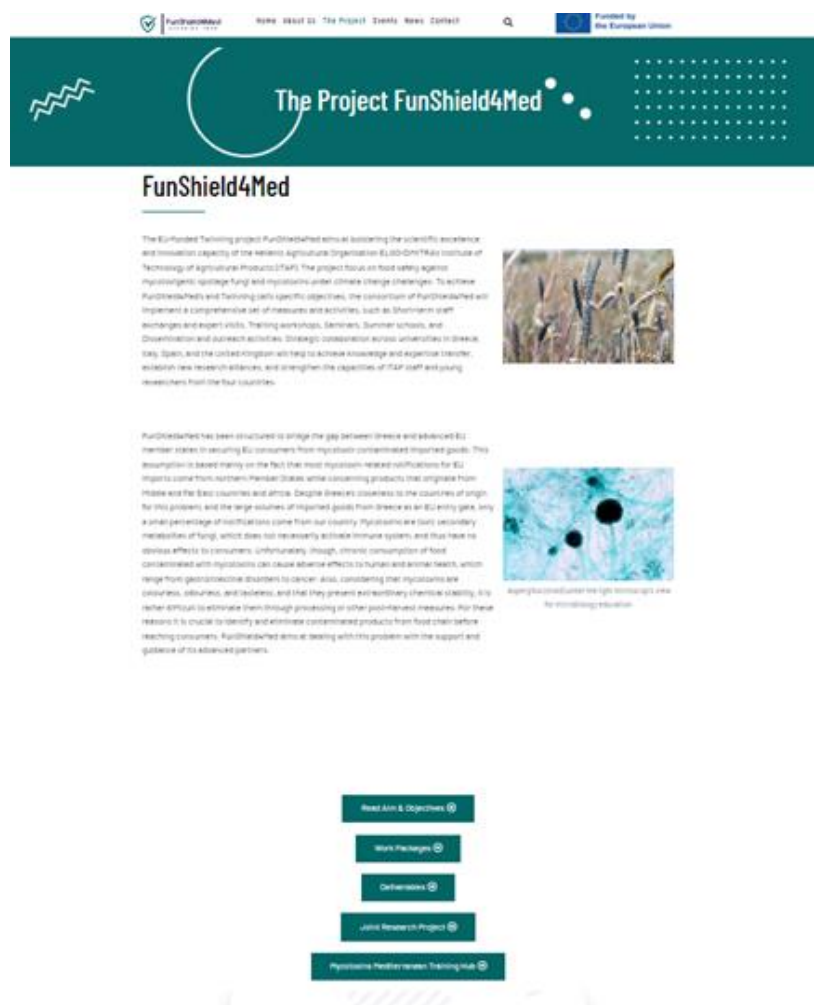 FunShield4Med
Home About Us The Project Events News Contact
Funded by
the European Union
The Project FunShield4Med
FunShield4Med
The EU-funded Twinning project FunShield4Med aims at bolstering the scientific excellence
and innovation capacity of the Hellenic Agricultural Organisation ELGO-DIMITRA's Institute of
Technology of Agricultural Products (ITAP). The project focus on food safety against
mycotoxigenic spoilage fungi and mycotoxins under climate change challenges. To achieve
FunShield4Med's and Twinning call's specific objectives, the consortium of FunShield4Med will
implement a comprehensive set of measures and activities, such as Short-term staff
exchanges and expert visits, Training workshops, Seminars, Summer schools, and
Dissemination and outreach activities. Strategic collaboration across universities in Greece,
Italy, Spain, and the United Kingdom will help to achieve knowledge and expertise transfer,
establish new research alliances, and strengthen the capacities of ITAP staff and young
researchers from the four countries.
FunShield4Med has been structured to bridge the gap between Greece and advanced EU
member states in securing EU consumers from mycotoxin contaminated imported goods. This
assumption is based mainly on the fact that most mycotoxin-related notifications for EU
imports come from northern Member States while concerning products that originate from
Middle and Far East countries and Africa. Despite Greece's closeness to the countries of origin
for this problem, and the large volumes of imported goods from Greece as an EU entry gate, only
a small percentage of notifications come from our country. Mycotoxins are toxic secondary
metabolites of fungi, which does not necessarily activate immune system, and thus have no
obvious effects to consumers. Unfortunately, though, chronic consumption of food
contaminated with mycotoxins can cause adverse effects to human and animal health, which
range from gastrointestinal disorders to cancer. Also, considering that mycotoxins are
colourless, odourless, and tasteless, and that they present extraordinary chemical stability, it is
rather difficult to eliminate them through processing or other post-harvest measures. For these
reasons it is crucial to identify and eliminate contaminated products from food chain before
reaching consumers. FunShield4Med aims at dealing with this problem with the support and
guidance of its advanced partners.
Aspergillus (mold) under the light microscopic view
for microbiology education
Read Aim & Objectives
Work Packages
Deliverables
Joint Research Project
Mycotoxins Mediterranean Training Hub